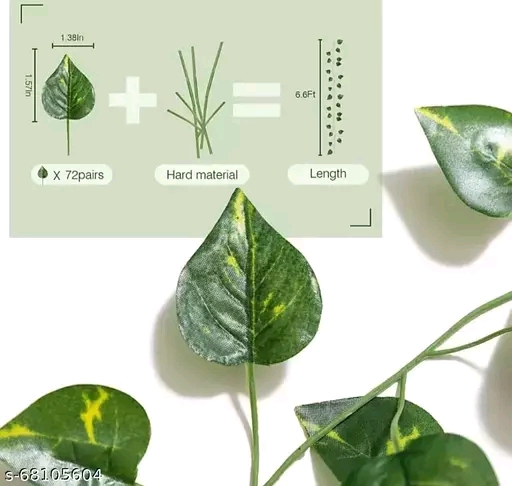 1.38In
1.57In
6.6Ft
X 72pairs
Hard material
Length
s-68105604